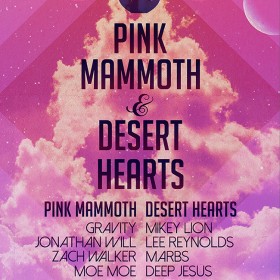 PINK
MAMMOTH
&
DESERT
HEARTS
PINK MAMMOTH DESERT HEARTS
GRAVITY MIKEY LION
JONATHAN WILL LEE REYNOLDS
ZACH WALKER MARBS
MOE MOE DEEP JESUS